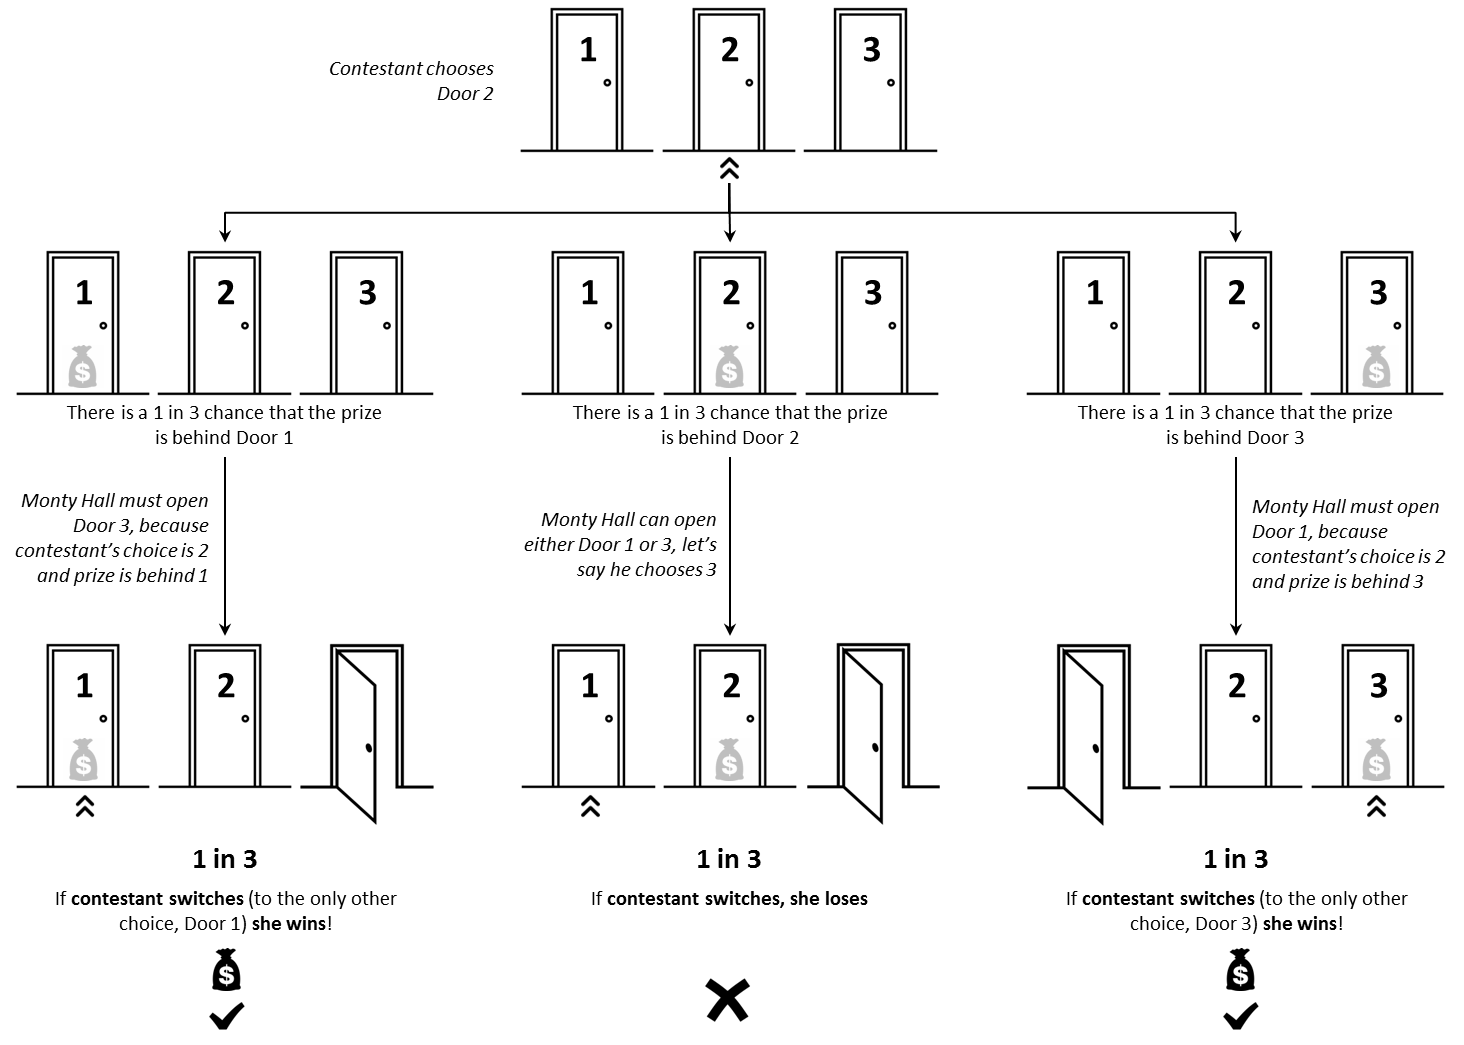 1
2
3
Contestant chooses
Door 2
1
2
3
$
There is a 1 in 3 chance that the prize
is behind Door 1
1
2
3
$
There is a 1 in 3 chance that the prize
is behind Door 2
1
2
3
$
There is a 1 in 3 chance that the prize
is behind Door 3
Monty Hall must open
Door 3, because
contestant's choice is 2
and prize is behind 1
Monty Hall can open
either Door 1 or 3, let's
say he chooses 3
Monty Hall must open
Door 1, because
contestant's choice is 2
and prize is behind 3
1
2
$
1
2
$
2
3
$
1 in 3
If contestant switches (to the only other
choice, Door 1) she wins!
$
1 in 3
If contestant switches, she loses
1 in 3
If contestant switches (to the only other
choice, Door 3) she wins!
$